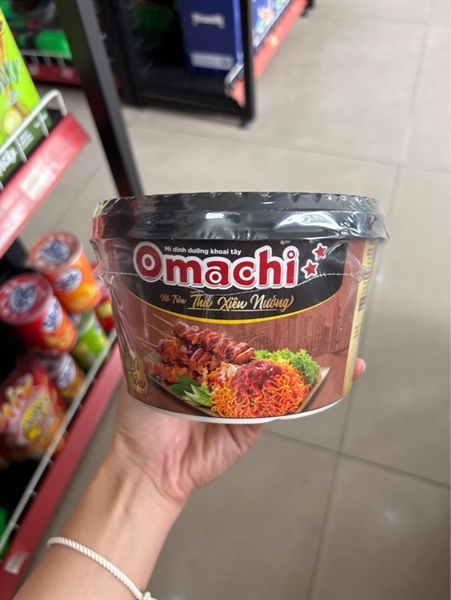 Mì dinh dưỡng khoai tây
Omachi
Mì Trộn Thịt Xiên Nướng